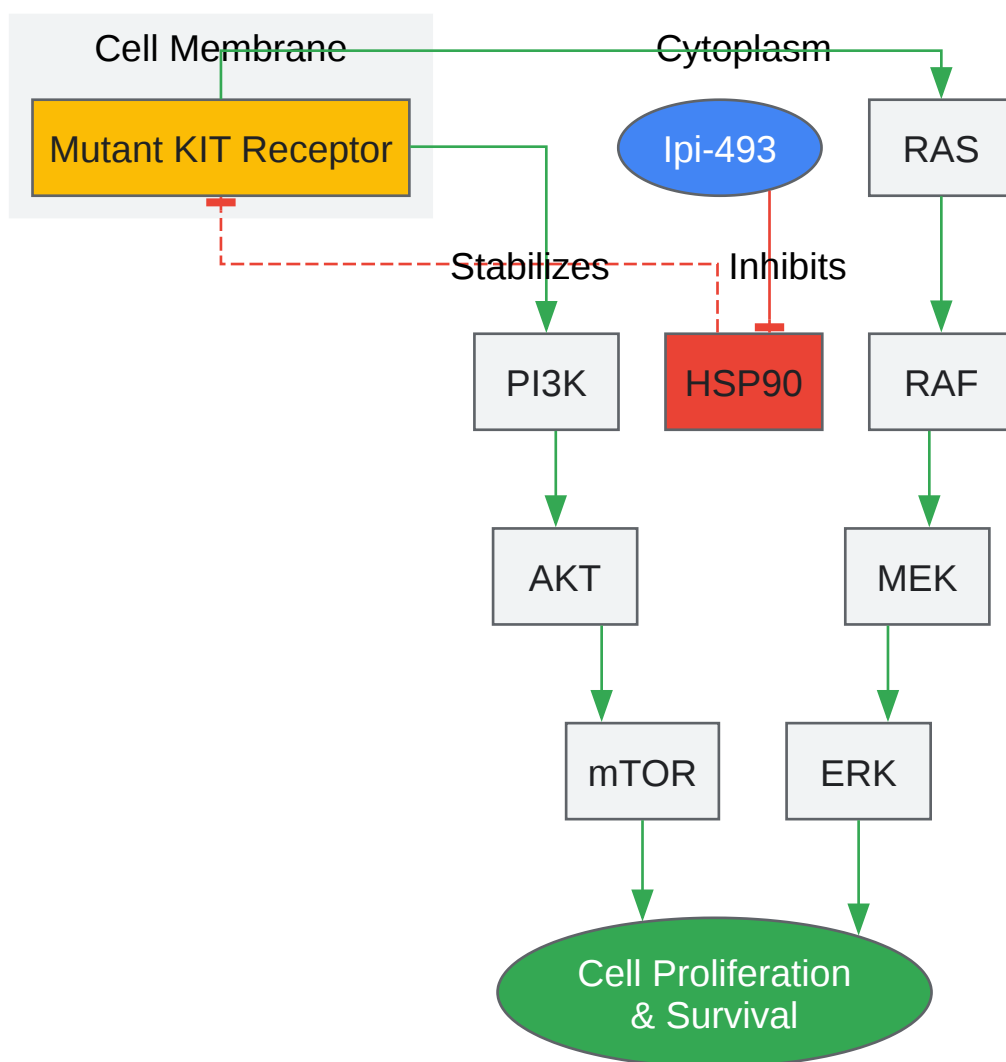 Cell Membrane
Cytoplasm
Mutant KIT Receptor
Ipi-493
RAS
Stabilizes
Inhibits
PI3K
HSP90
RAF
AKT
MEK
mTOR
ERK
Cell Proliferation
& Survival